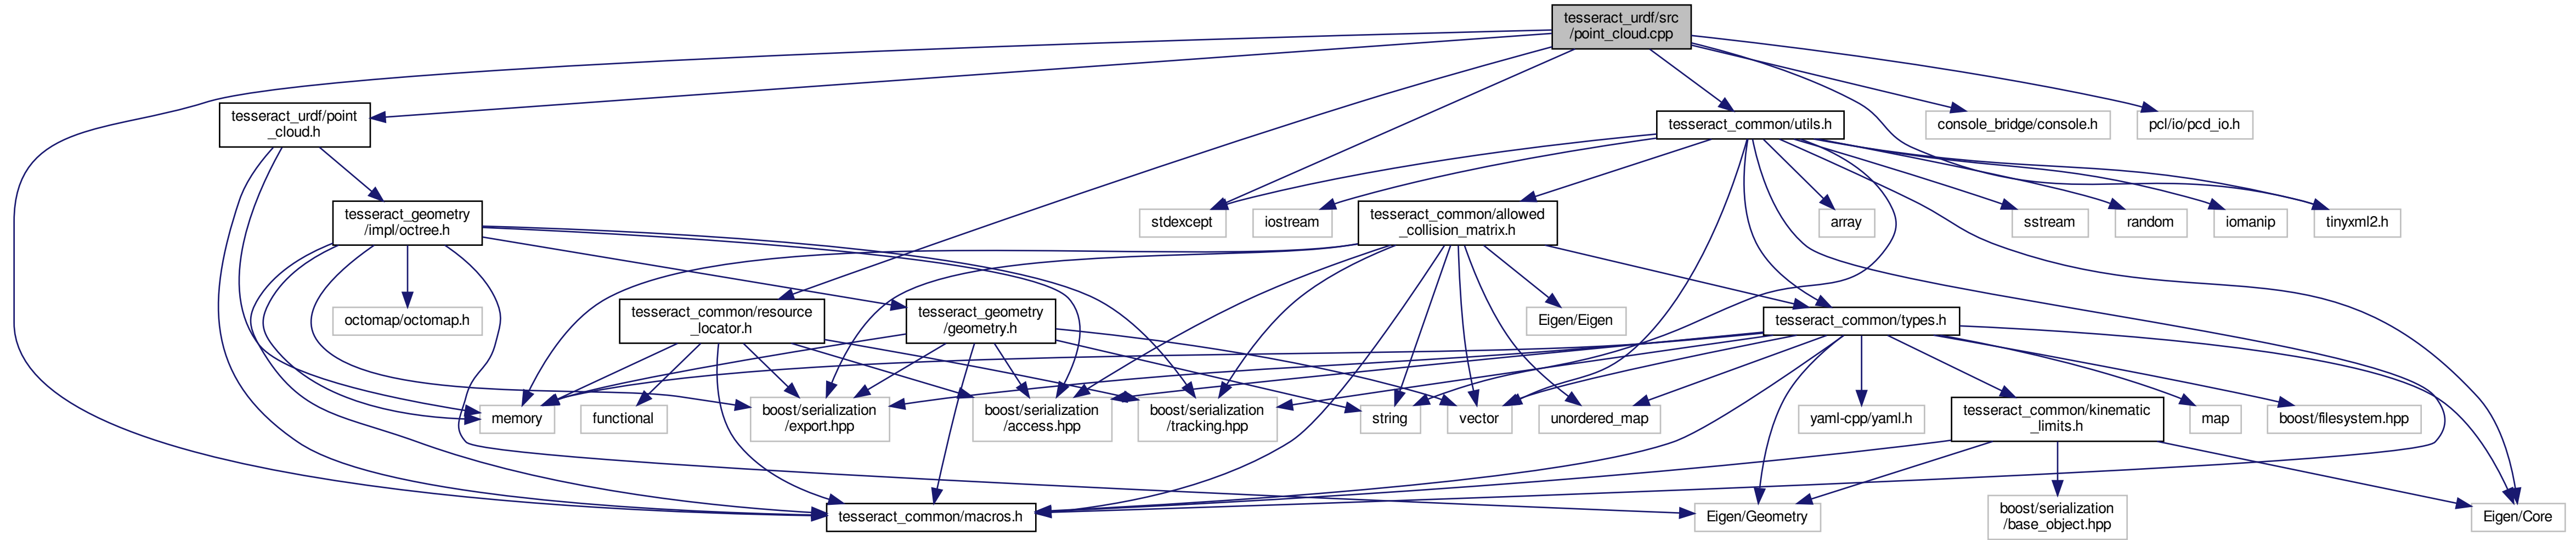 tesseract_urdf/src
/point_cloud.cpp
tesseract_urdf/point
_cloud.h
tesseract_common/utils.h
console_bridge/console.h
pcl/io/pcd_io.h
tesseract_geometry
/impl/octree.h
stdexcept
iostream
tesseract_common/allowed
_collision_matrix.h
array
sstream
random
iomanip
tinyxml2.h
octomap/octomap.h
tesseract_common/resource
_locator.h
tesseract_geometry
/geometry.h
Eigen/Eigen
tesseract_common/types.h
memory
functional
boost/serialization
/export.hpp
boost/serialization
/access.hpp
boost/serialization
/tracking.hpp
string
vector
unordered_map
yaml-cpp/yaml.h
tesseract_common/kinematic
_limits.h
map
boost/filesystem.hpp
tesseract_common/macros.h
Eigen/Geometry
boost/serialization
/base_object.hpp
Eigen/Core